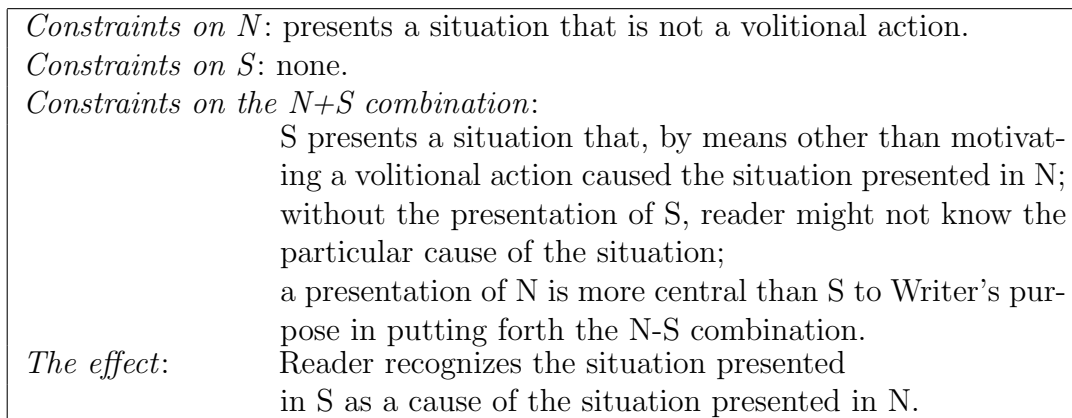 Constraints on N: presents a situation that is not a volitional action.
Constraints on S: none.
Constraints on the N+S combination:
S presents a situation that, by means other than motivat-
ing a volitional action caused the situation presented in N;
without the presentation of S, reader might not know the
particular cause of the situation;
a presentation of N is more central than S to Writer's pur-
pose in putting forth the N-S combination.
The effect: Reader recognizes the situation presented
in S as a cause of the situation presented in N.